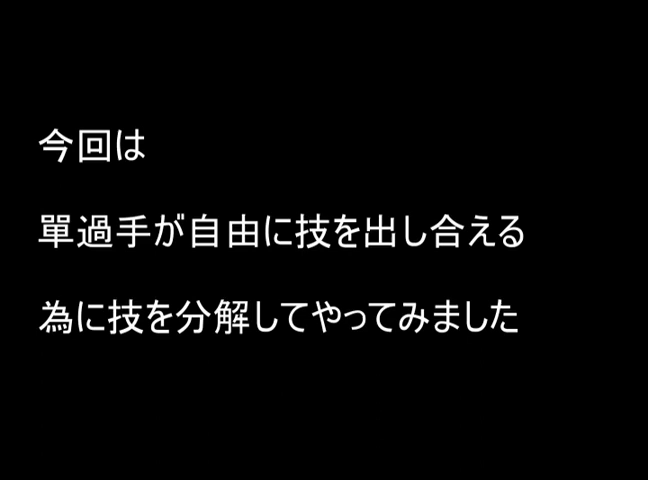 今回は
單過手が自由に技を出し合える
為に技を分解してやってみました